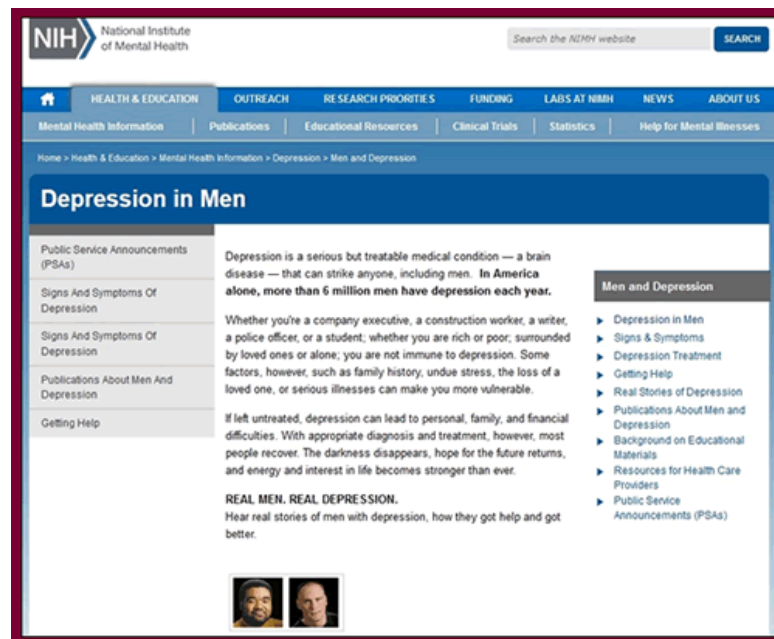 NIH
National Institute
of Mental Health
Search the NIMH website
SEARCH
HEALTH & EDUCATION
OUTREACH
RESEARCH PRIORITIES
FUNDING
LABS AT NIMH
NEWS
ABOUT US
Mental Health Information
Publications
Educational Resources
Clinical Trials
Statistics
Help for Mental Illnesses
Home > Health & Education > Mental Health Information > Depression > Men and Depression
Depression in Men
Public Service Announcements
(PSAs)
Signs And Symptoms Of
Depression
Signs And Symptoms Of
Depression
Publications About Men And
Depression
Getting Help
Depression is a serious but treatable medical condition — a brain
disease — that can strike anyone, including men. In America
alone, more than 6 million men have depression each year.
Whether you're a company executive, a construction worker, a writer,
a police officer, or a student; whether you are rich or poor; surrounded
by loved ones or alone; you are not immune to depression. Some
factors, however, such as family history, undue stress, the loss of a
loved one, or serious illnesses can make you more vulnerable.
If left untreated, depression can lead to personal, family, and financial
difficulties. With appropriate diagnosis and treatment, however, most
people recover. The darkness disappears, hope for the future returns,
and energy and interest in life becomes stronger than ever.
REAL MEN. REAL DEPRESSION.
Hear real stories of men with depression, how they got help and got
better.
Men and Depression
Depression in Men
Signs & Symptoms
Depression Treatment
Getting Help
Real Stories of Depression
Publications About Men and
Depression
Background on Educational
Materials
Resources for Health Care
Providers
Public Service
Announcements (PSAs)